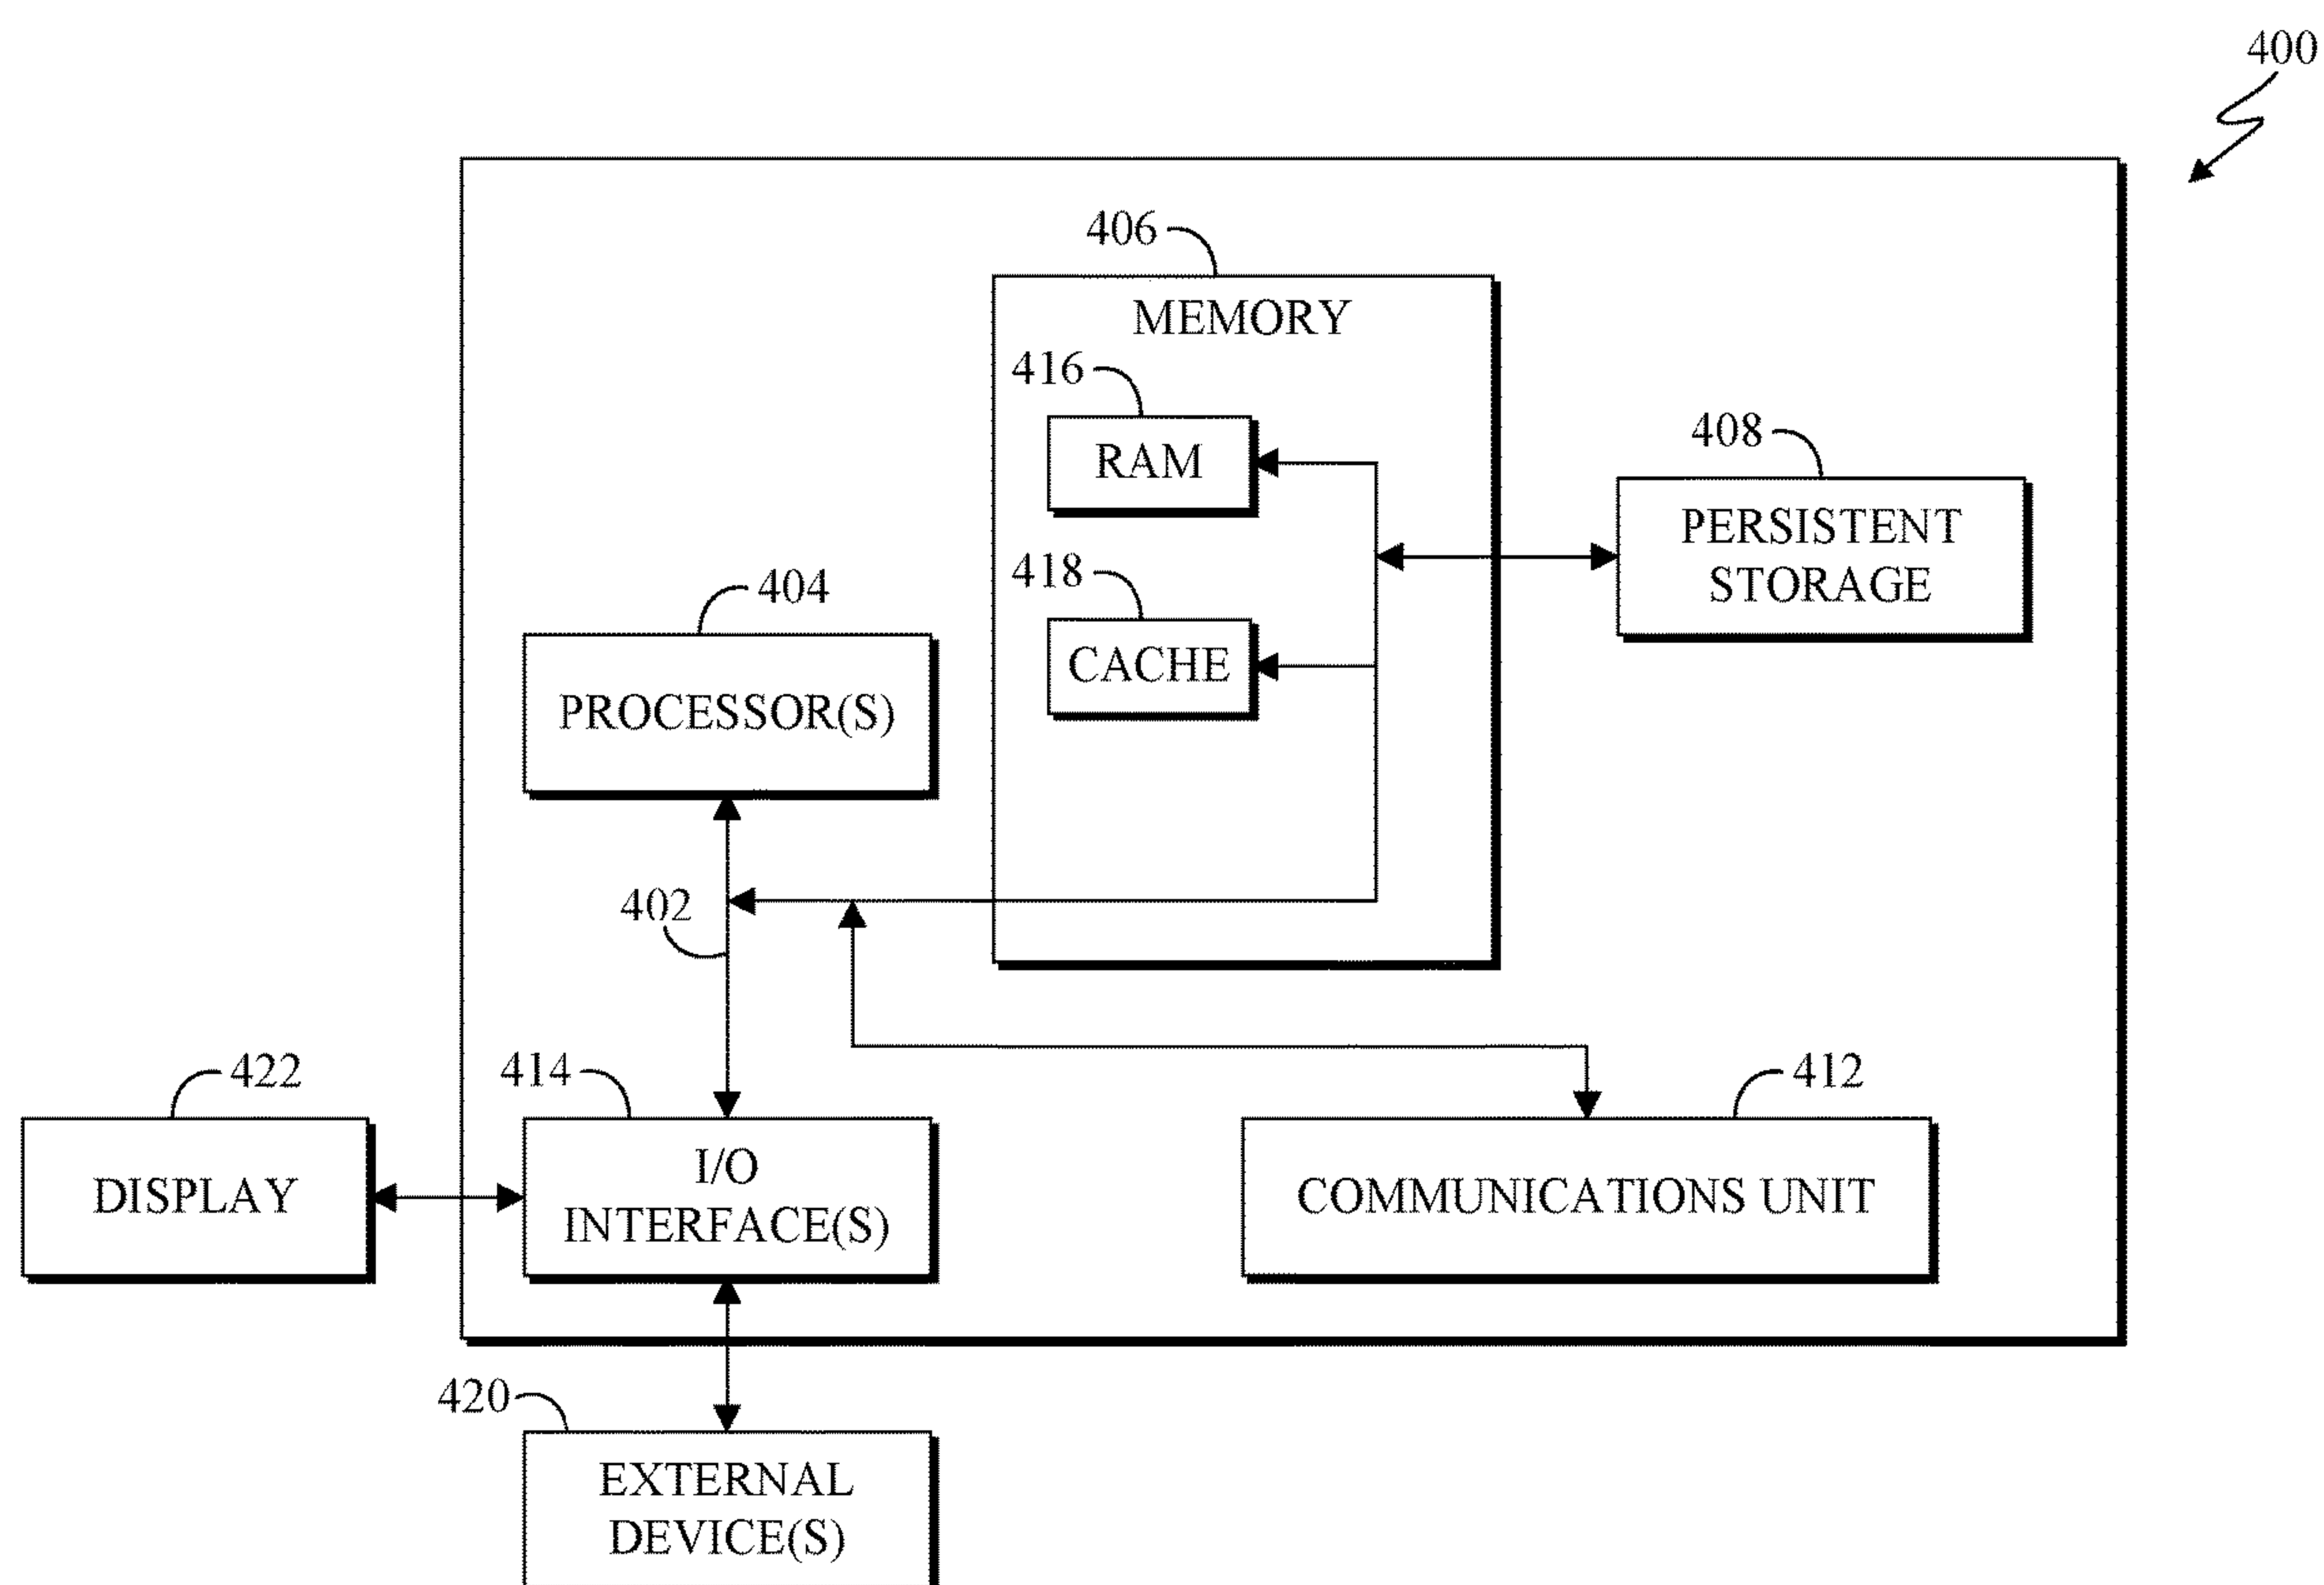 400
406
MEMORY
416
RAM
408
PERSISTENT
STORAGE
418
CACHE
404
PROCESSOR(S)
402
422
DISPLAY
414
I/O
INTERFACE(S)
412
COMMUNICATIONS UNIT
420
EXTERNAL
DEVICE(S)